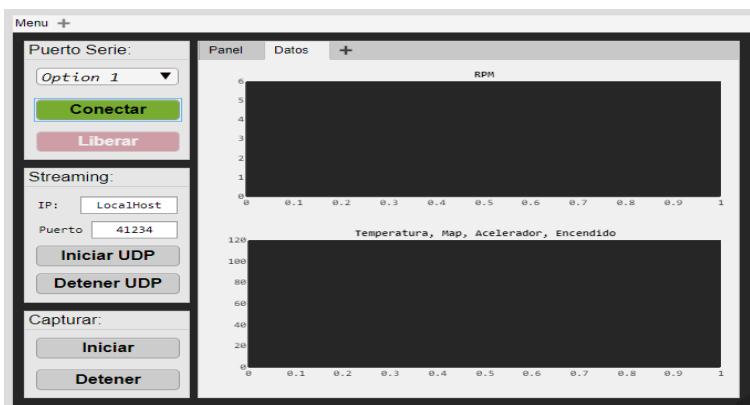 Menu +
Puerto Serie:
Option 1 ▼
Conectar
Liberar
Streaming:
IP: LocalHost
Puerto 41234
Iniciar UDP
Detener UDP
Capturar:
Iniciar
Detener
Panel Datos +
RPM
6
5
4
3
2
1
0
0 0.1 0.2 0.3 0.4 0.5 0.6 0.7 0.8 0.9 1
Temperatura, Map, Acelerador, Encendido
120
100
80
60
40
20
0
0 0.1 0.2 0.3 0.4 0.5 0.6 0.7 0.8 0.9 1